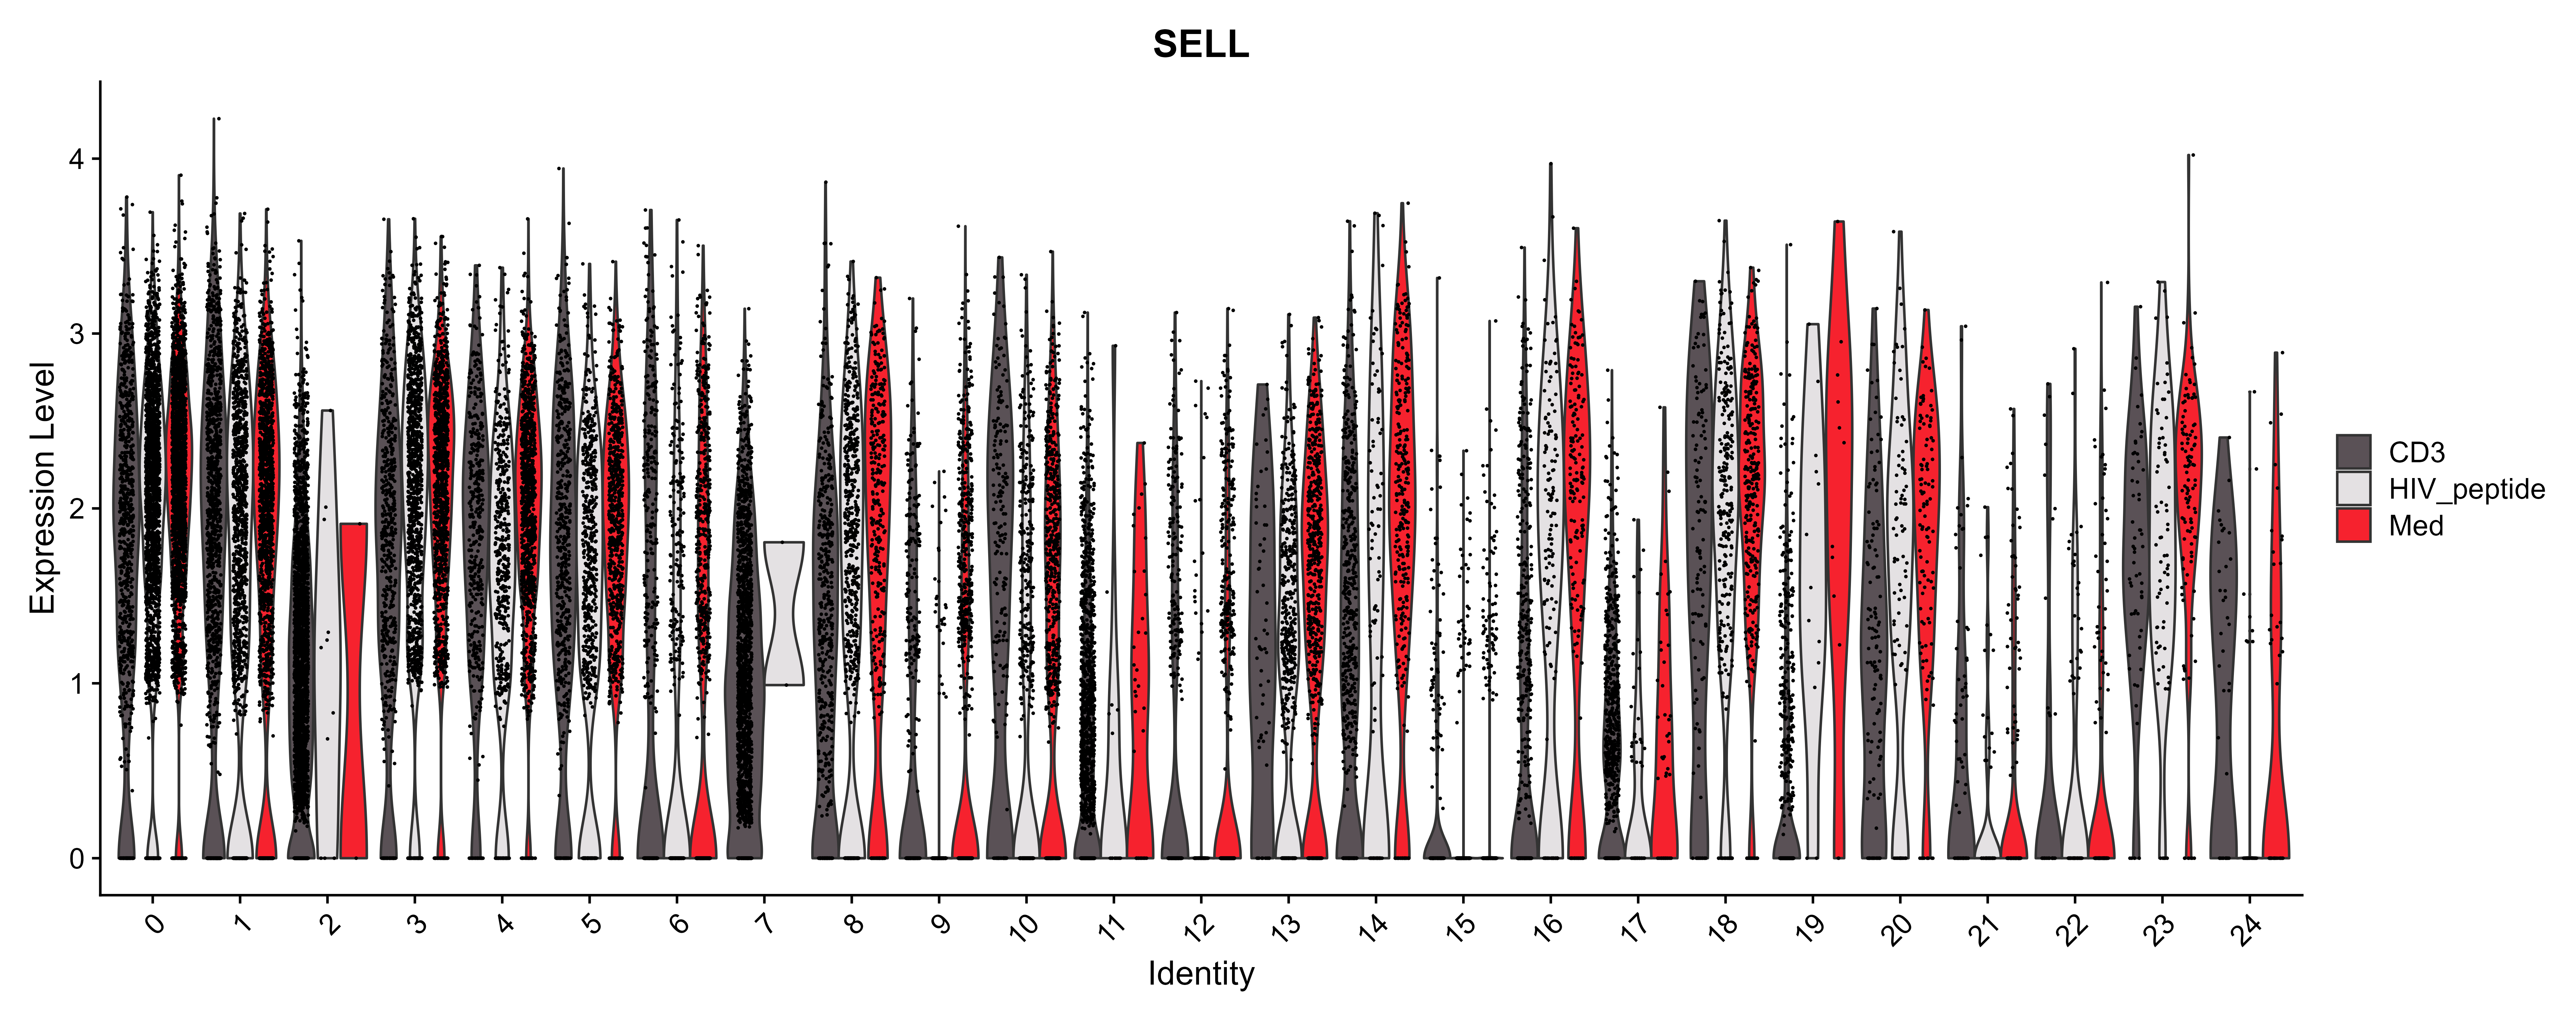 SELL
Expression Level
4
3
2
1
0
0 1 2 3 4 5 6 7 8 9 10 11 12 13 14 15 16 17 18 19 20 21 22 23 24
Identity
CD3
HIV_peptide
Med